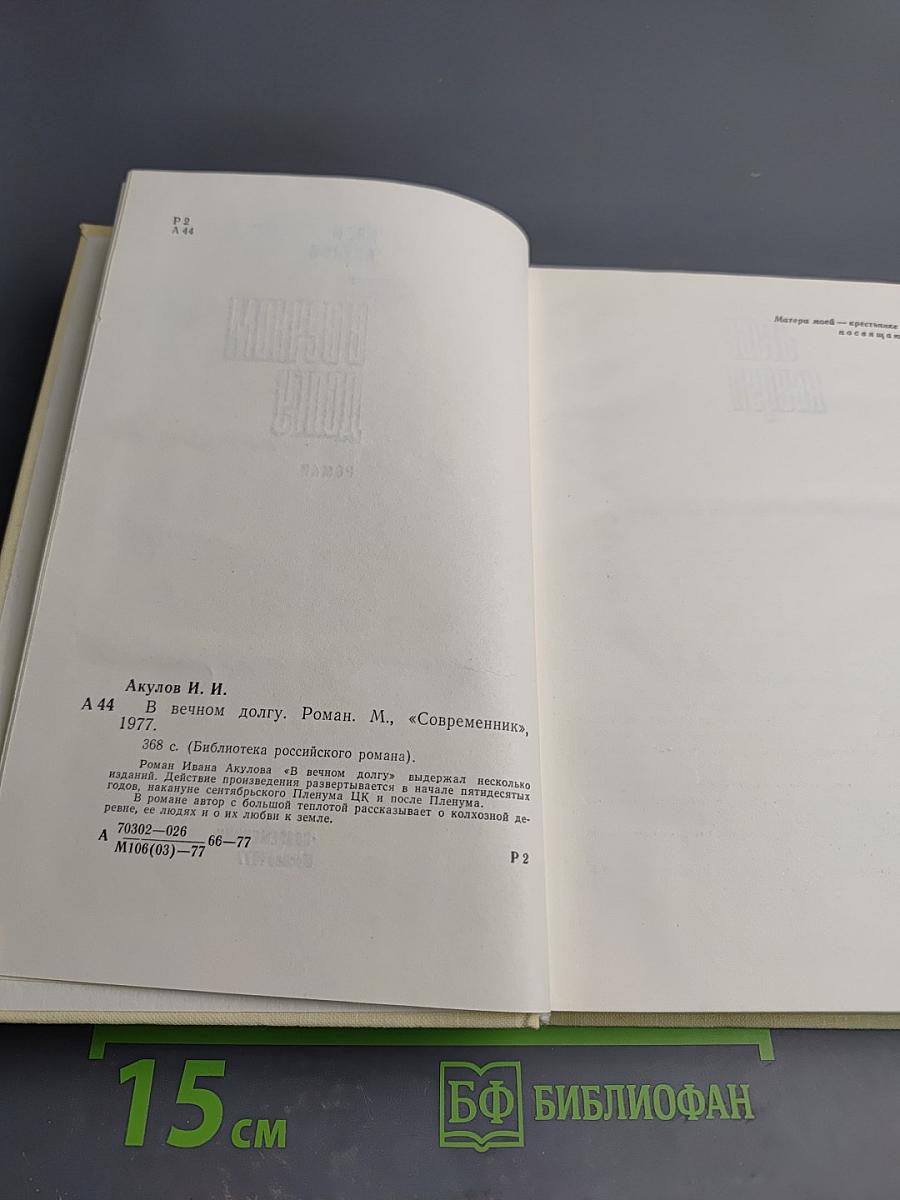 Р 2
А 44
Матери моей — крестьянке
посвящаю
Акулов И. И.
А 44 В вечном долгу. Роман. М., «Современник»,
1977.
368 с. (Библиотека российского романа).
Роман Ивана Акулова «В вечном долгу» выдержал несколько
изданий. Действие произведения развертывается в начале пятидесятых
годов, накануне сентябрьского Пленума ЦК и после Пленума.
В романе автор с большой теплотой рассказывает о колхозной де-
ревне, ее людях и о их любви к земле.
А 70302—026 66—77
М106(03)—77
Р 2
15 см
БФ БИБЛИОФАН